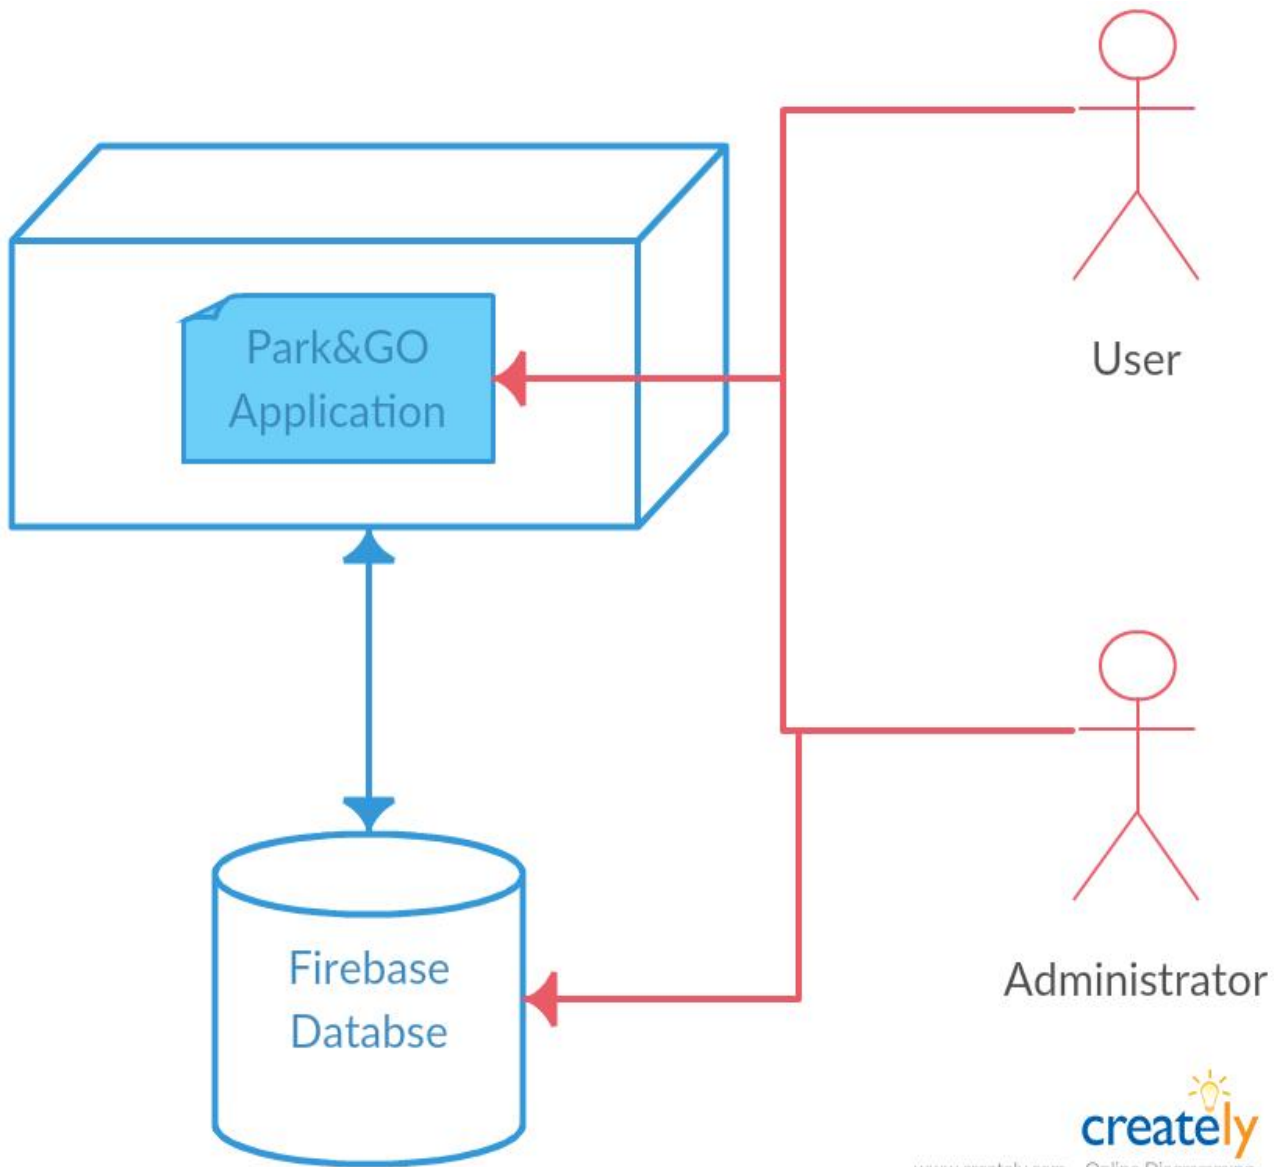 Park&GO
Application
User
Administrator
Firebase
Databse
creately